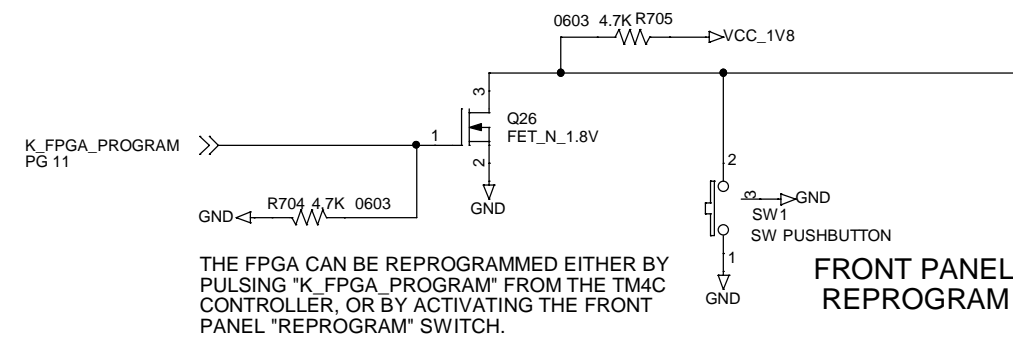 0603 4.7K R705
VCC_1V8
3
Q26
FET_N_1.8V
K_FPGA_PROGRAM
PG 11
1
2
GND
2
R704 4.7K 0603
GND
3
GND
SW1
SW PUSHBUTTON
1
GND
THE FPGA CAN BE REPROGRAMMED EITHER BY
PULSING "K_FPGA_PROGRAM" FROM THE TM4C
CONTROLLER, OR BY ACTIVATING THE FRONT
PANEL "REPROGRAM" SWITCH.
FRONT PANEL
REPROGRAM